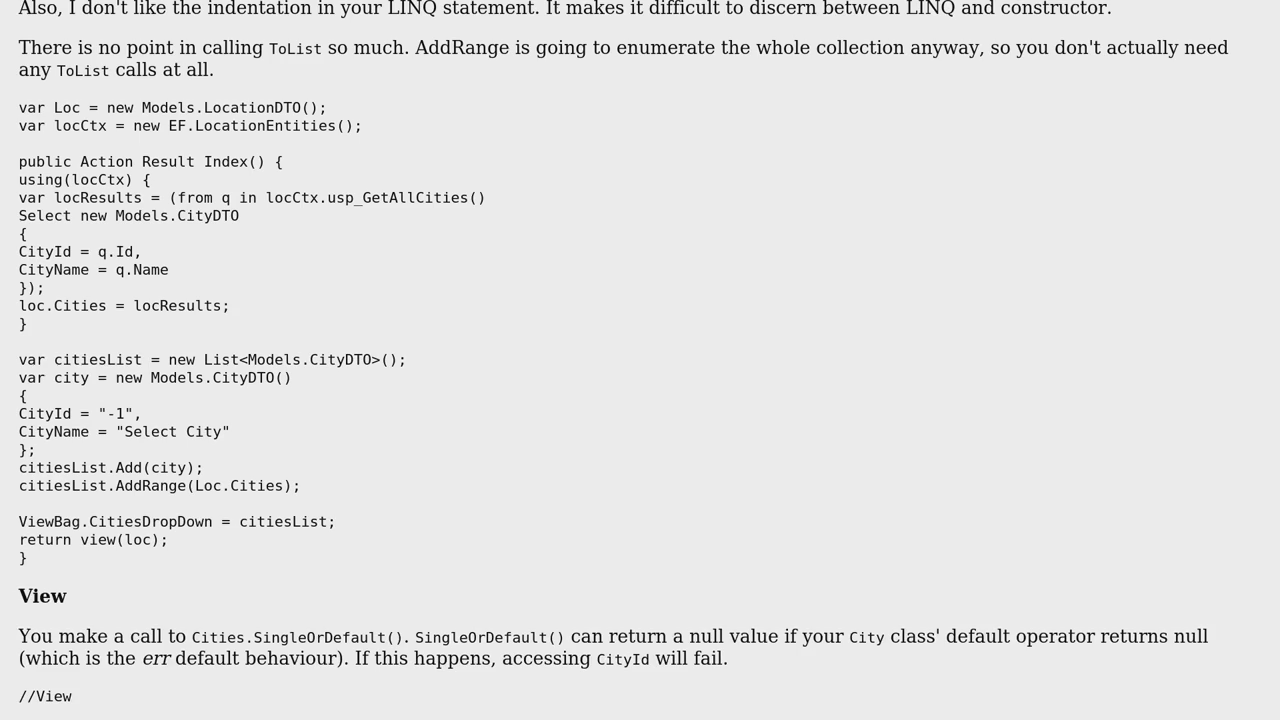 Also, I don't like the indentation in your LINQ statement. It makes it difficult to discern between LINQ and constructor.
There is no point in calling ToList so much. AddRange is going to enumerate the whole collection anyway, so you don't actually need
any ToList calls at all.
var Loc = new Models.LocationDTO();
var locCtx = new EF.LocationEntities();
public Action Result Index() {
using(locCtx) {
var locResults = (from q in locCtx.usp_GetAllCities()
Select new Models.CityDTO
{
CityId = q.Id,
CityName = q.Name
});
loc.Cities = locResults;
}
var citiesList = new List<Models.CityDTO>();
var city = new Models.CityDTO()
{
CityId = "-1",
CityName = "Select City"
};
citiesList.Add(city);
citiesList.AddRange(Loc.Cities);
ViewBag.CitiesDropDown = citiesList;
return view(loc);
}
View
You make a call to Cities.SingleOrDefault(). SingleOrDefault() can return a null value if your City class' default operator returns null
(which is the err default behaviour). If this happens, accessing CityId will fail.
//View